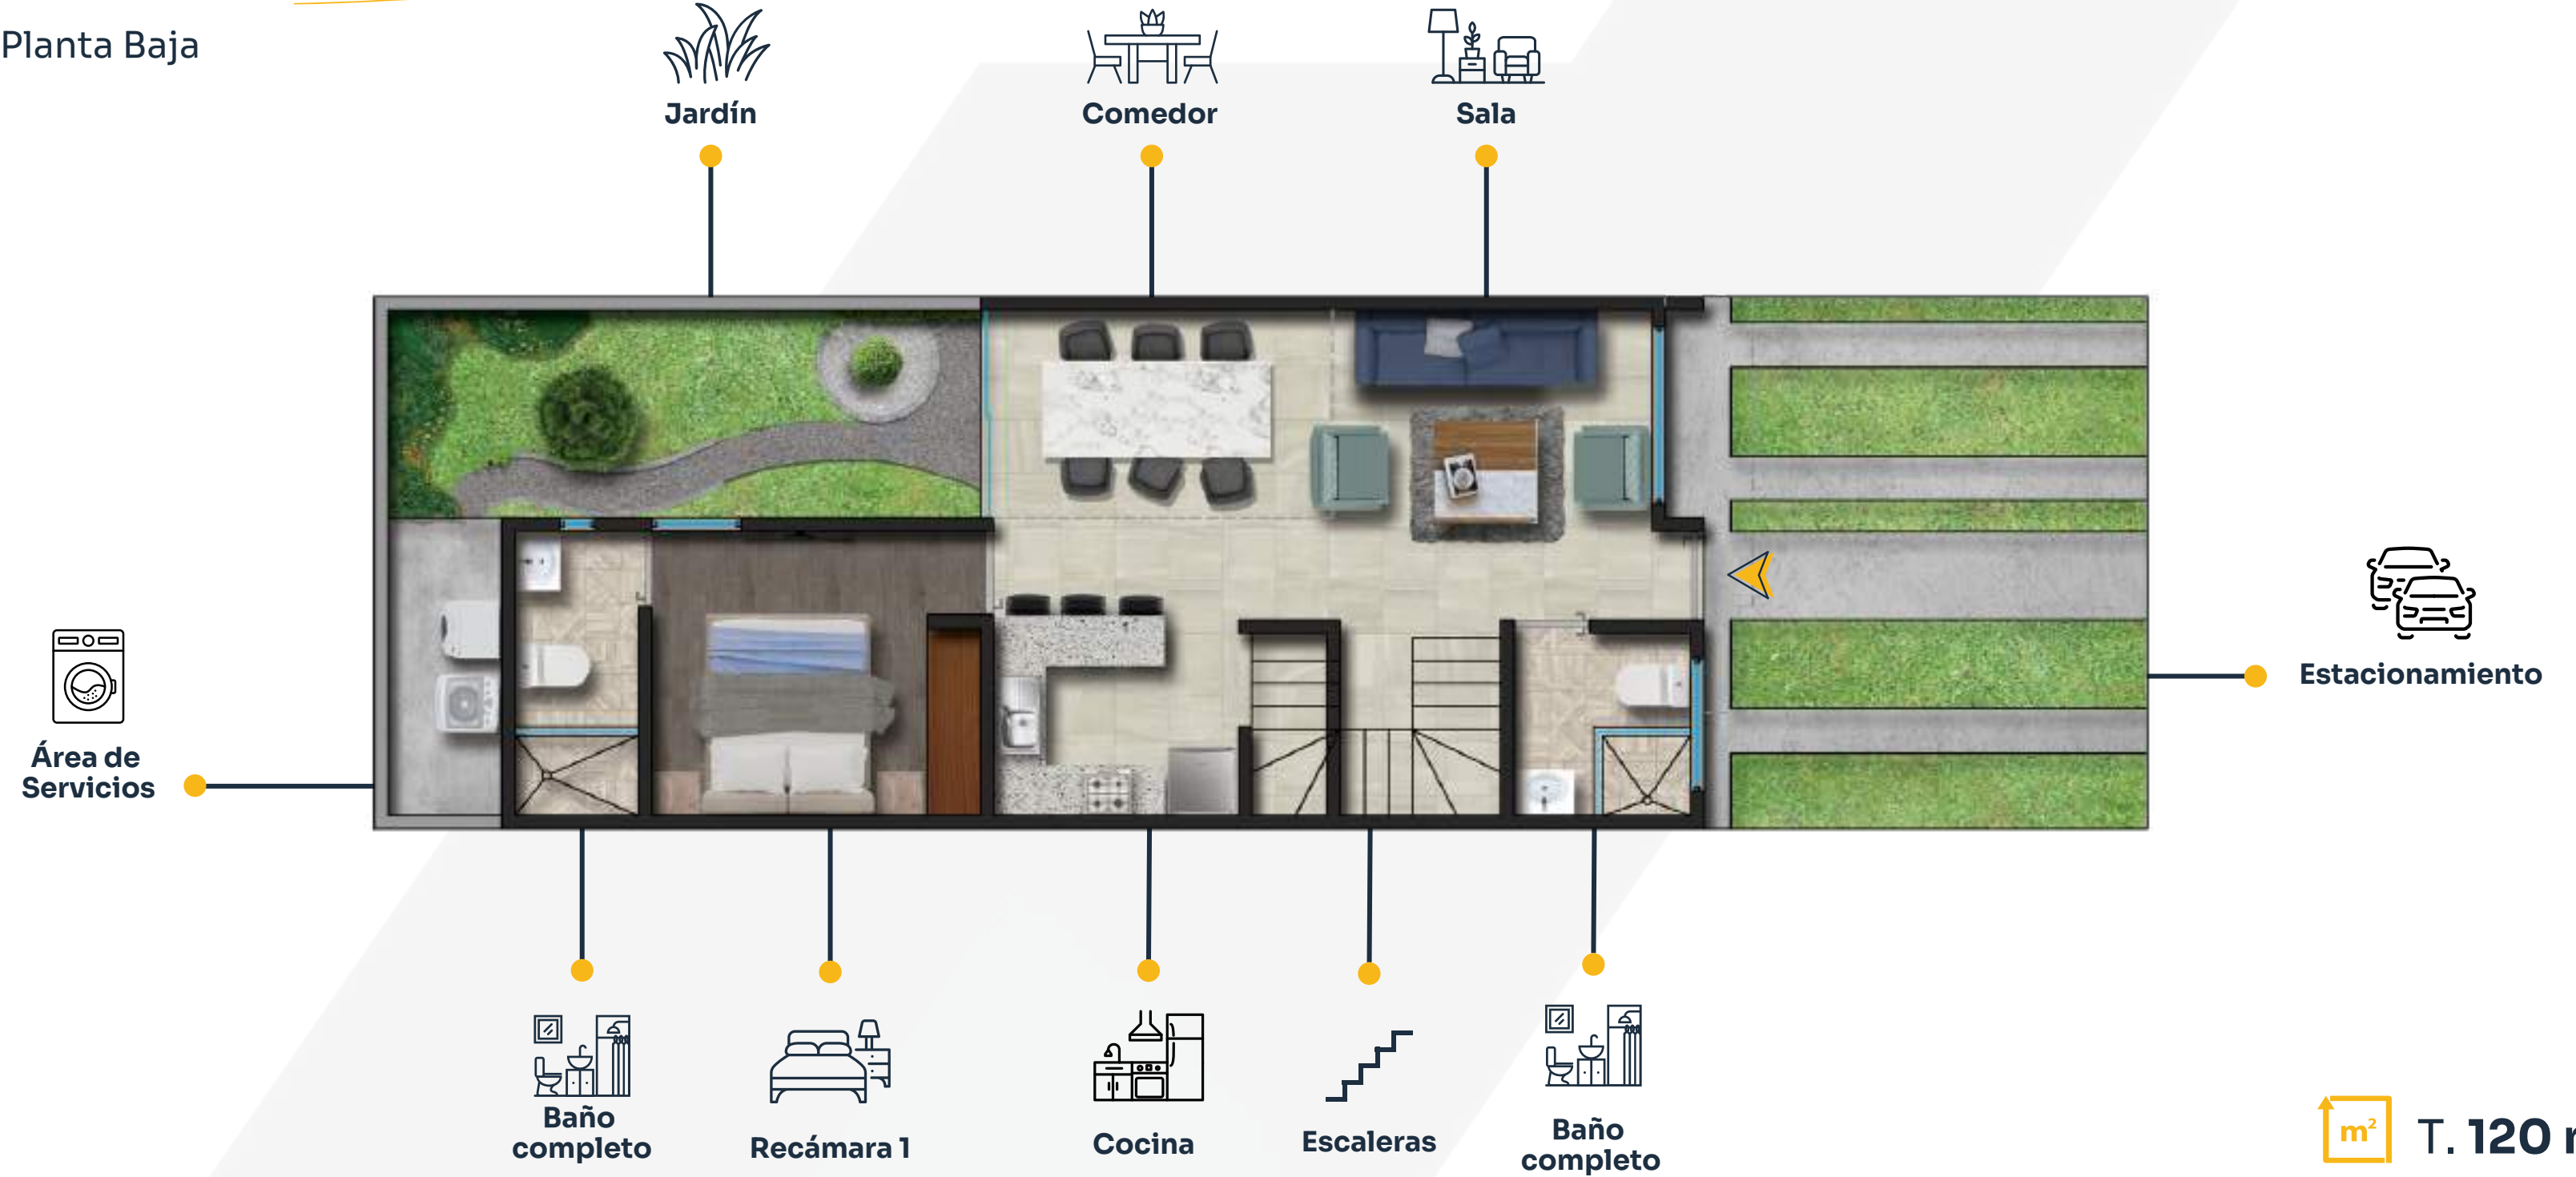 Planta Baja
Jardín
Comedor
Sala
Área de
Servicios
Estacionamiento
Baño
completo
Recámara 1
Cocina
Escaleras
Baño
completo
m²
T. 120